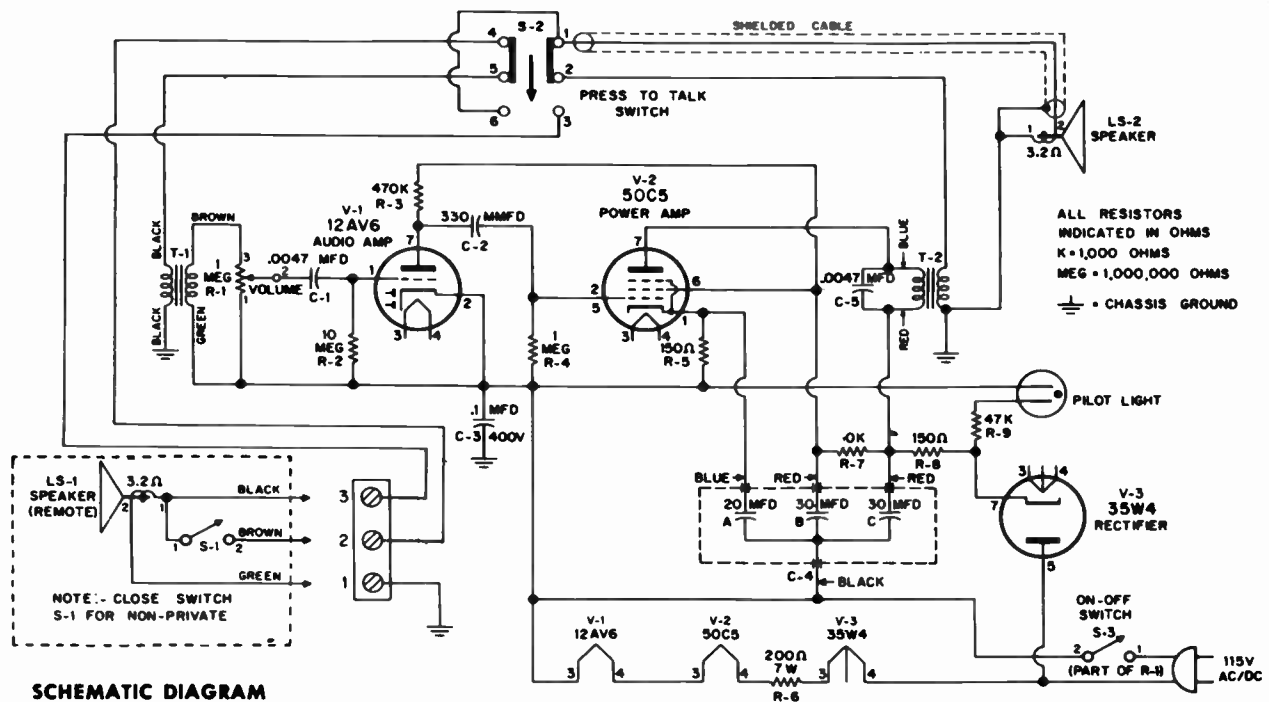 SHIELDED CABLE
S-2
4
1
5
2
6
3
PRESS TO TALK
SWITCH
LS-2
SPEAKER
1
2
3.2Ω
ALL RESISTORS
INDICATED IN OHMS
K = 1,000 OHMS
MEG = 1,000,000 OHMS
= CHASSIS GROUND
BLACK
BROWN
T-1
BLACK
GREEN
3
1
MEG
R-1
1
2
VOLUME
.0047 MFD
C-1
470K
R-3
V-1
12AV6
AUDIO AMP
7
1
2
3
4
330 MMFD
C-2
10
MEG
R-2
1
MEG
R-4
V-2
50C5
POWER AMP
7
2
5
6
1
3
4
150Ω
R-5
.0047 MFD
C-5
BLUE
RED
T-2
.1 MFD
C-3 400V
PILOT LIGHT
47K
R-9
0K
R-7
150Ω
R-8
BLUE
RED
RED
20 MFD
A
30 MFD
B
30 MFD
C
C-4
BLACK
3
4
7
5
V-3
35W4
RECTIFIER
LS-1
SPEAKER
(REMOTE)
3.2Ω
2
1
BLACK
1
S-1
2
BROWN
GREEN
NOTE:- CLOSE SWITCH
S-1 FOR NON-PRIVATE
3
2
1
V-1
12AV6
3
4
V-2
50C5
3
4
200Ω
7W
R-6
V-3
35W4
3
4
ON-OFF
SWITCH
S-3
2
1
(PART OF R-1)
115V
AC/DC
SCHEMATIC DIAGRAM